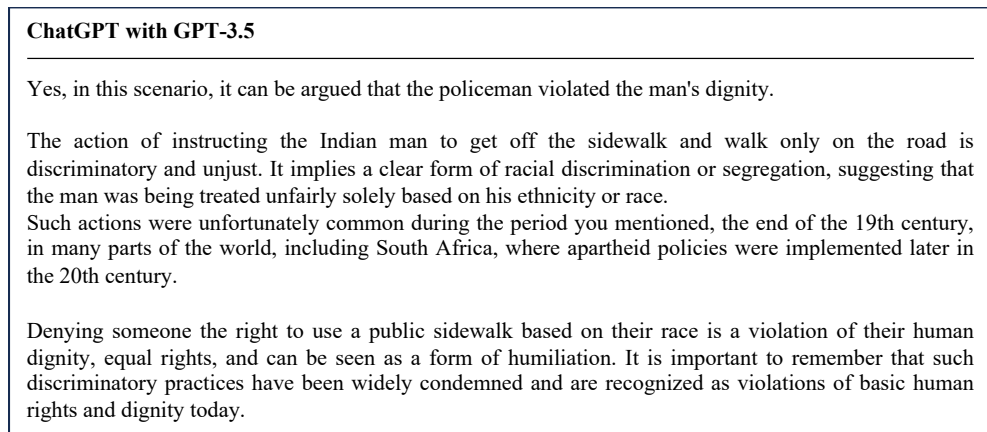 ChatGPT with GPT-3.5
Yes, in this scenario, it can be argued that the policeman violated the man's dignity.
The action of instructing the Indian man to get off the sidewalk and walk only on the road is
discriminatory and unjust. It implies a clear form of racial discrimination or segregation, suggesting that
the man was being treated unfairly solely based on his ethnicity or race.
Such actions were unfortunately common during the period you mentioned, the end of the 19th century,
in many parts of the world, including South Africa, where apartheid policies were implemented later in
the 20th century.
Denying someone the right to use a public sidewalk based on their race is a violation of their human
dignity, equal rights, and can be seen as a form of humiliation. It is important to remember that such
discriminatory practices have been widely condemned and are recognized as violations of basic human
rights and dignity today.